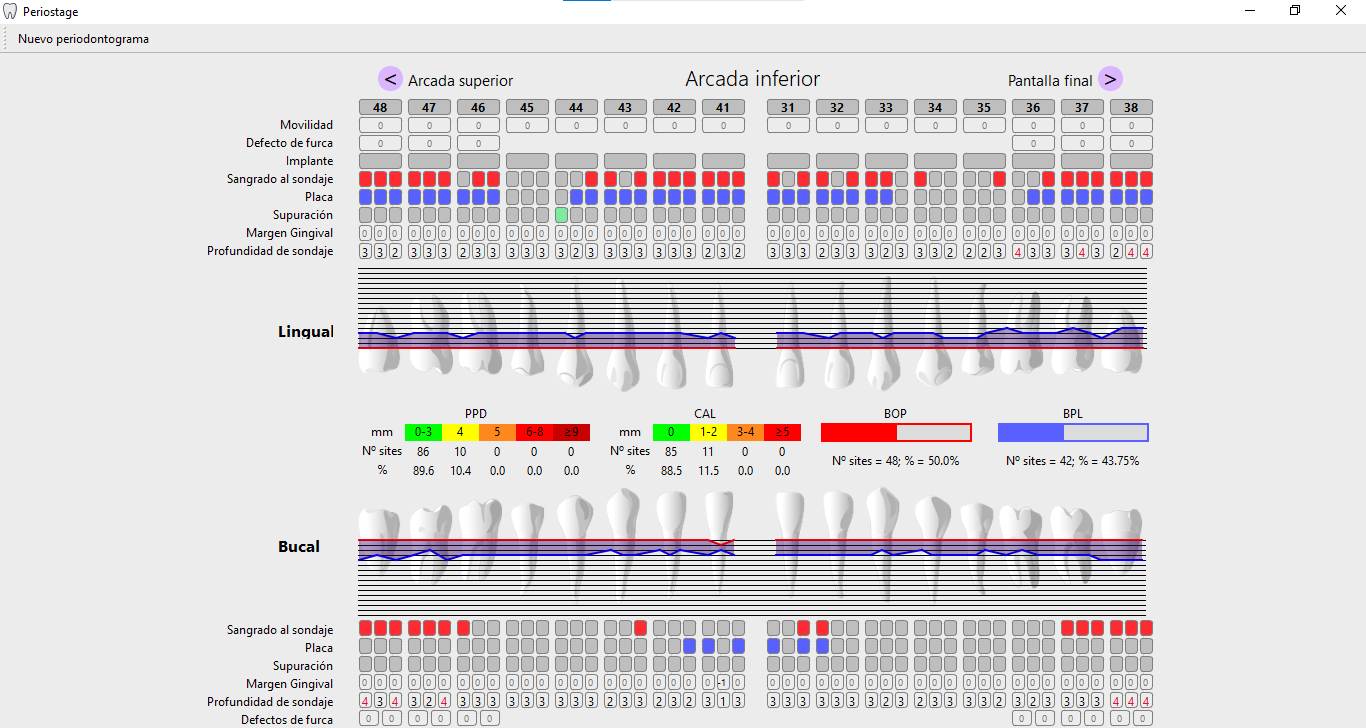 Periostage
Nuevo periodontograma
< Arcada superior Arcada inferior Pantalla final >
48 47 46 45 44 43 42 41 31 32 33 34 35 36 37 38
Movilidad 0 0 0 0 0 0 0 0 0 0 0 0 0 0 0 0
Defecto de furca 0 0 0 0 0 0
Implante
Sangrado al sondaje
Placa
Supuración
Margen Gingival 0 0 0 0 0 0 0 0 0 0 0 0 0 0 0 0 0 0 0 0 0 0 0 0 0 0 0 0 0 0 0 0 0 0 0 0 0 0 0 0 0 0 0 0 0 0 0 0
Profundidad de sondaje 3 3 2 3 3 3 2 3 3 3 3 3 3 2 3 3 3 3 3 3 3 2 3 2 3 3 3 2 3 3 3 3 3 3 3 2 2 2 3 4 3 3 3 4 3 2 4 4
Lingual
PPD CAL BOP BPL
mm 0-3 4 5 6-8 ≥9 mm 0 1-2 3-4 ≥5
Nº sites 86 10 0 0 0 Nº sites 85 11 0 0 Nº sites = 48; % = 50.0% Nº sites = 42; % = 43.75%
% 89.6 10.4 0.0 0.0 0.0 % 88.5 11.5 0.0 0.0
Bucal
Sangrado al sondaje
Placa
Supuración
Margen Gingival 0 0 0 0 0 0 0 0 0 0 0 0 0 0 0 0 0 0 0 0 0 0 -1 0 0 0 0 0 0 0 0 0 0 0 0 0 0 0 0 0 0 0 0 0 0 0 0 0
Profundidad de sondaje 4 3 4 3 2 4 3 3 3 3 3 3 3 3 3 2 3 3 2 3 2 3 1 3 3 3 3 3 3 3 3 2 3 2 3 3 3 3 2 3 2 3 3 3 3 4 4 4
Defectos de furca 0 0 0 0 0 0 0 0 0 0 0 0